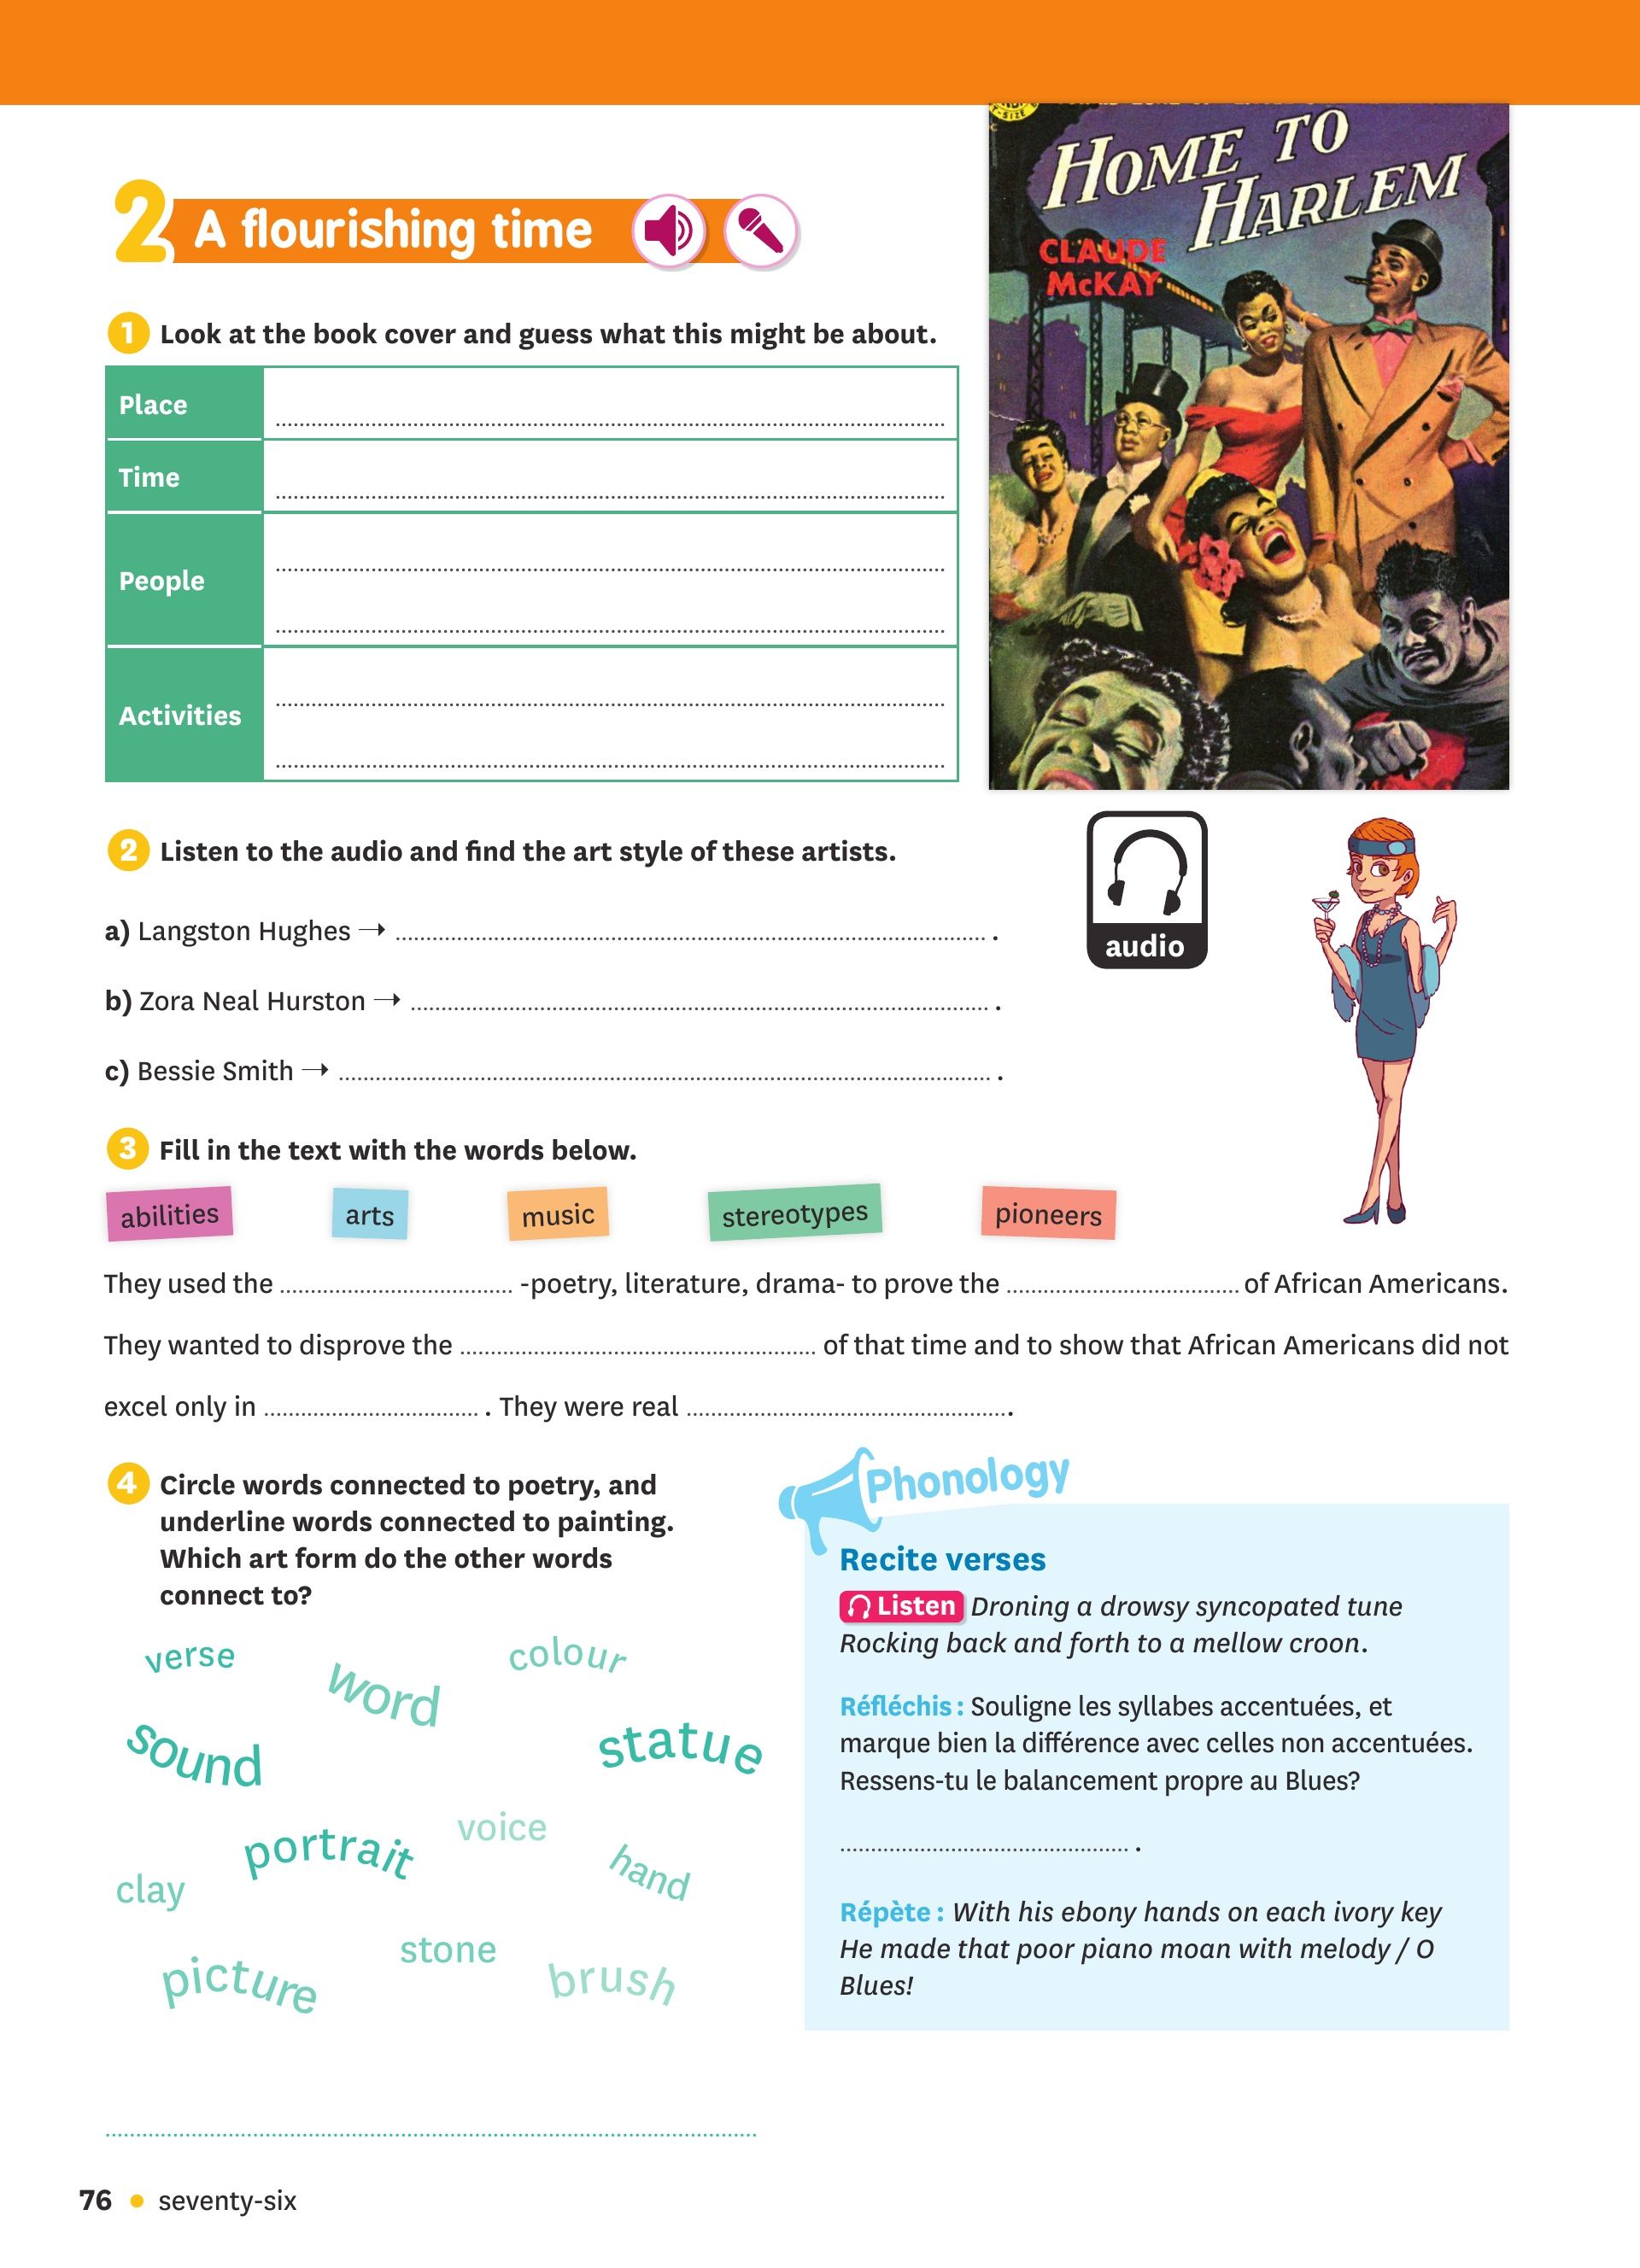 HOME TO
HARLEM
CLAUDE
McKAY
2 A flourishing time
1 Look at the book cover and guess what this might be about.
Place
Time
People
Activities
2 Listen to the audio and find the art style of these artists.
audio
a) Langston Hughes → .
b) Zora Neal Hurston → .
c) Bessie Smith → .
3 Fill in the text with the words below.
abilities arts music stereotypes pioneers
They used the ................ -poetry, literature, drama- to prove the ................ of African Americans.
They wanted to disprove the ................ of that time and to show that African Americans did not
excel only in ................ . They were real ................ .
4 Circle words connected to poetry, and
underline words connected to painting.
Which art form do the other words
connect to?
verse
word
colour
sound
statue
portrait
voice
hand
clay
stone
picture
brush
Phonology
Recite verses
Listen Droning a drowsy syncopated tune
Rocking back and forth to a mellow croon.
Réfléchis : Souligne les syllabes accentuées, et
marque bien la différence avec celles non accentuées.
Ressens-tu le balancement propre au Blues?
................ .
Répète : With his ebony hands on each ivory key
He made that poor piano moan with melody / O
Blues!
76 • seventy-six